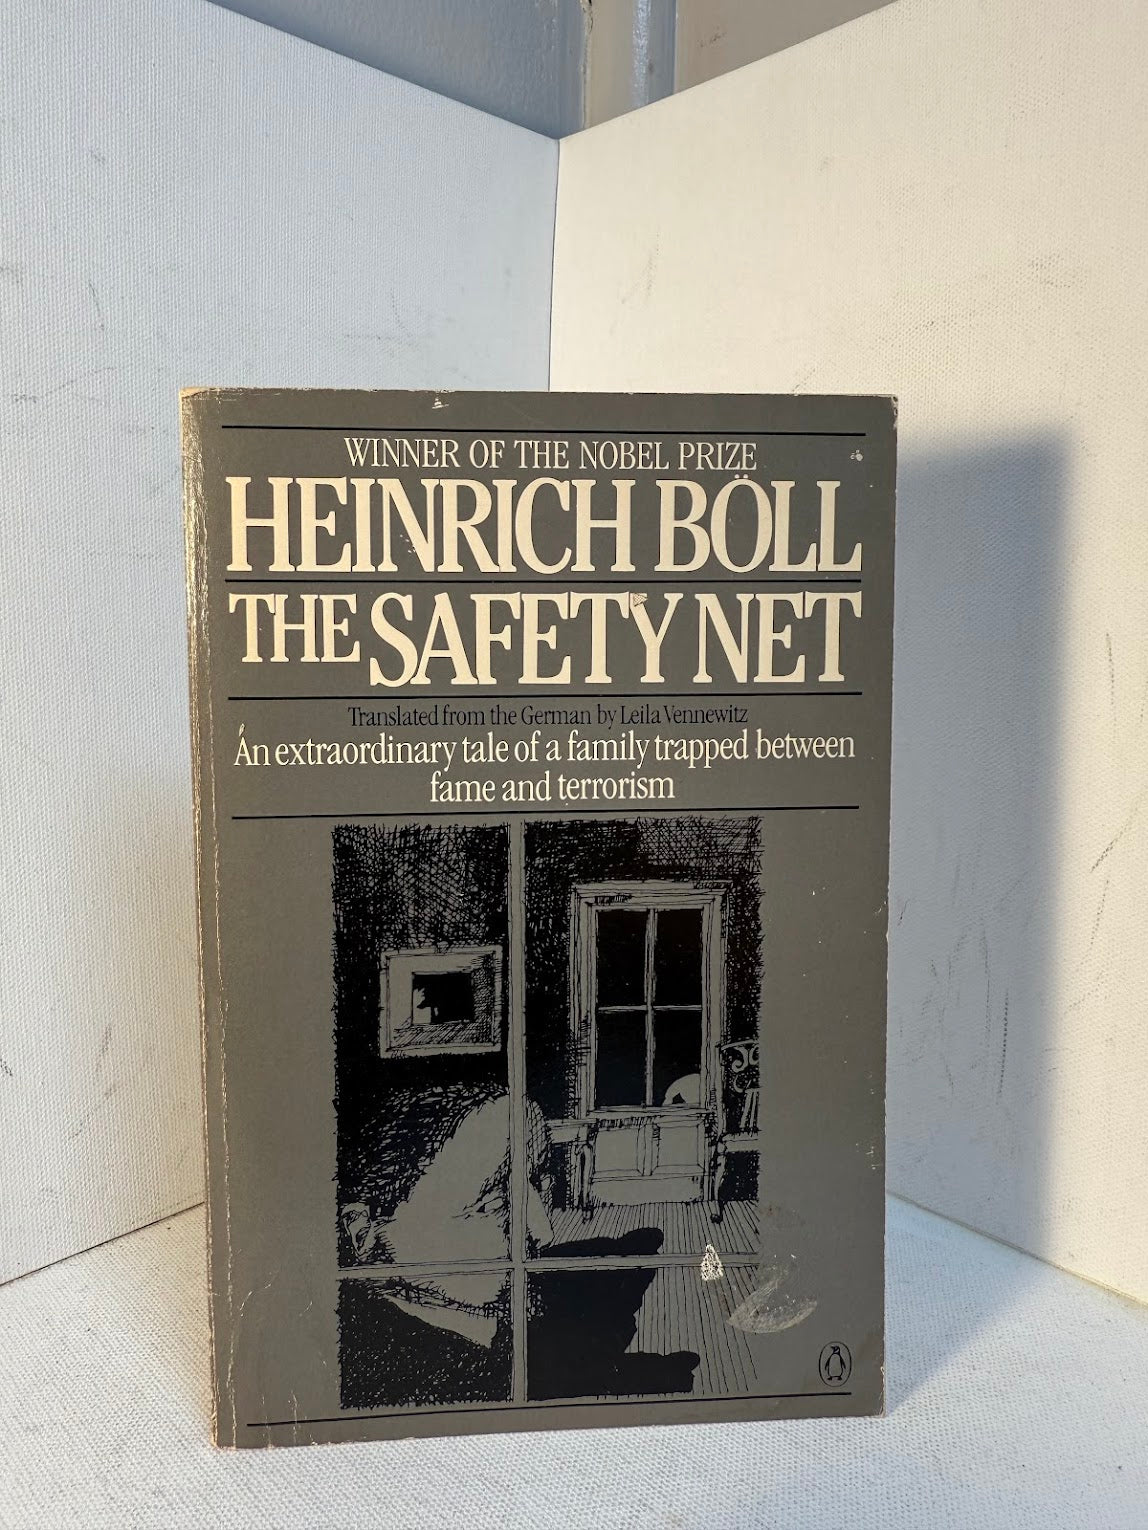 WINNER OF THE NOBEL PRIZE
HEINRICH BÖLL
THE SAFETY NET
Translated from the German by Leila Vennewitz
An extraordinary tale of a family trapped between
fame and terrorism